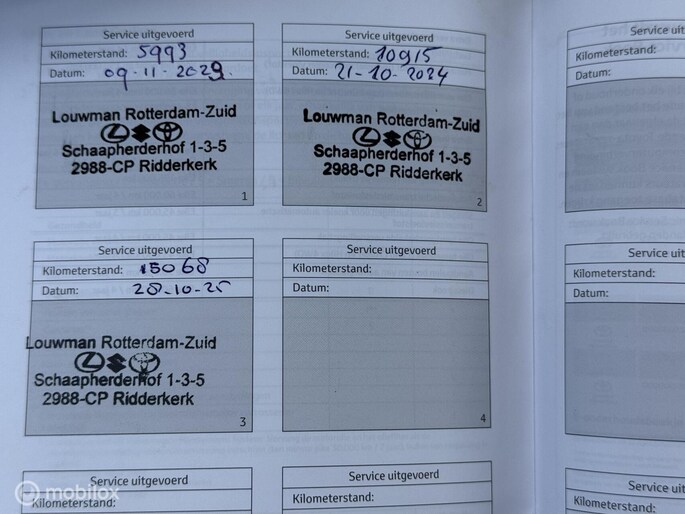 Service uitgevoerd
Kilometerstand: 5993
Datum: 09-11-2023.
Louwman Rotterdam-Zuid
Schaapherderhof 1-3-5
2988-CP Ridderkerk
1
Service uitgevoerd
Kilometerstand: 10915
Datum: 21-10-2024
Louwman Rotterdam-Zuid
Schaapherderhof 1-3-5
2988-CP Ridderkerk
2
Service uit
Kilometerstand:
Datum:
Service uitgevoerd
Kilometerstand: 15068
Datum: 28-10-25
Louwman Rotterdam-Zuid
Schaapherderhof 1-3-5
2988-CP Ridderkerk
3
Service uitgevoerd
Kilometerstand:
Datum:
4
Service uit
Kilometerstand:
Datum:
Service uitgevoerd
Kilometerstand:
Service uitgevoerd
Kilometerstand:
Service uit
Kilometerstand:
mobilox